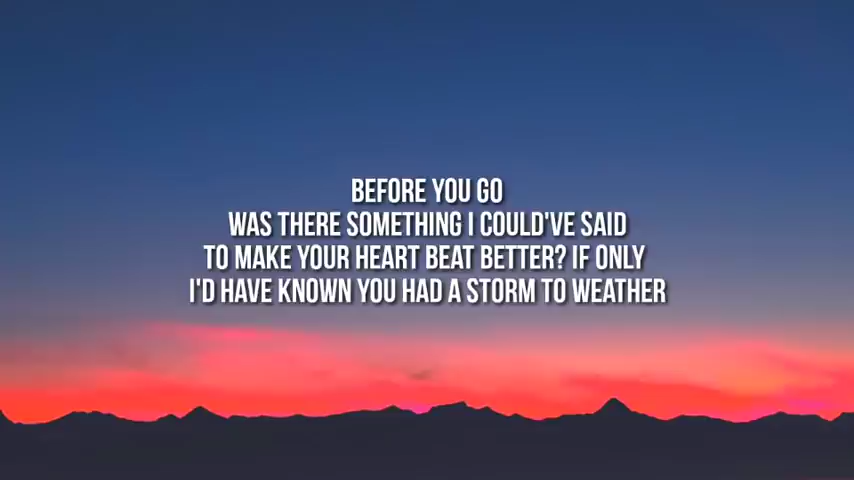 BEFORE YOU GO
WAS THERE SOMETHING I COULD'VE SAID
TO MAKE YOUR HEART BEAT BETTER? IF ONLY
I'D HAVE KNOWN YOU HAD A STORM TO WEATHER